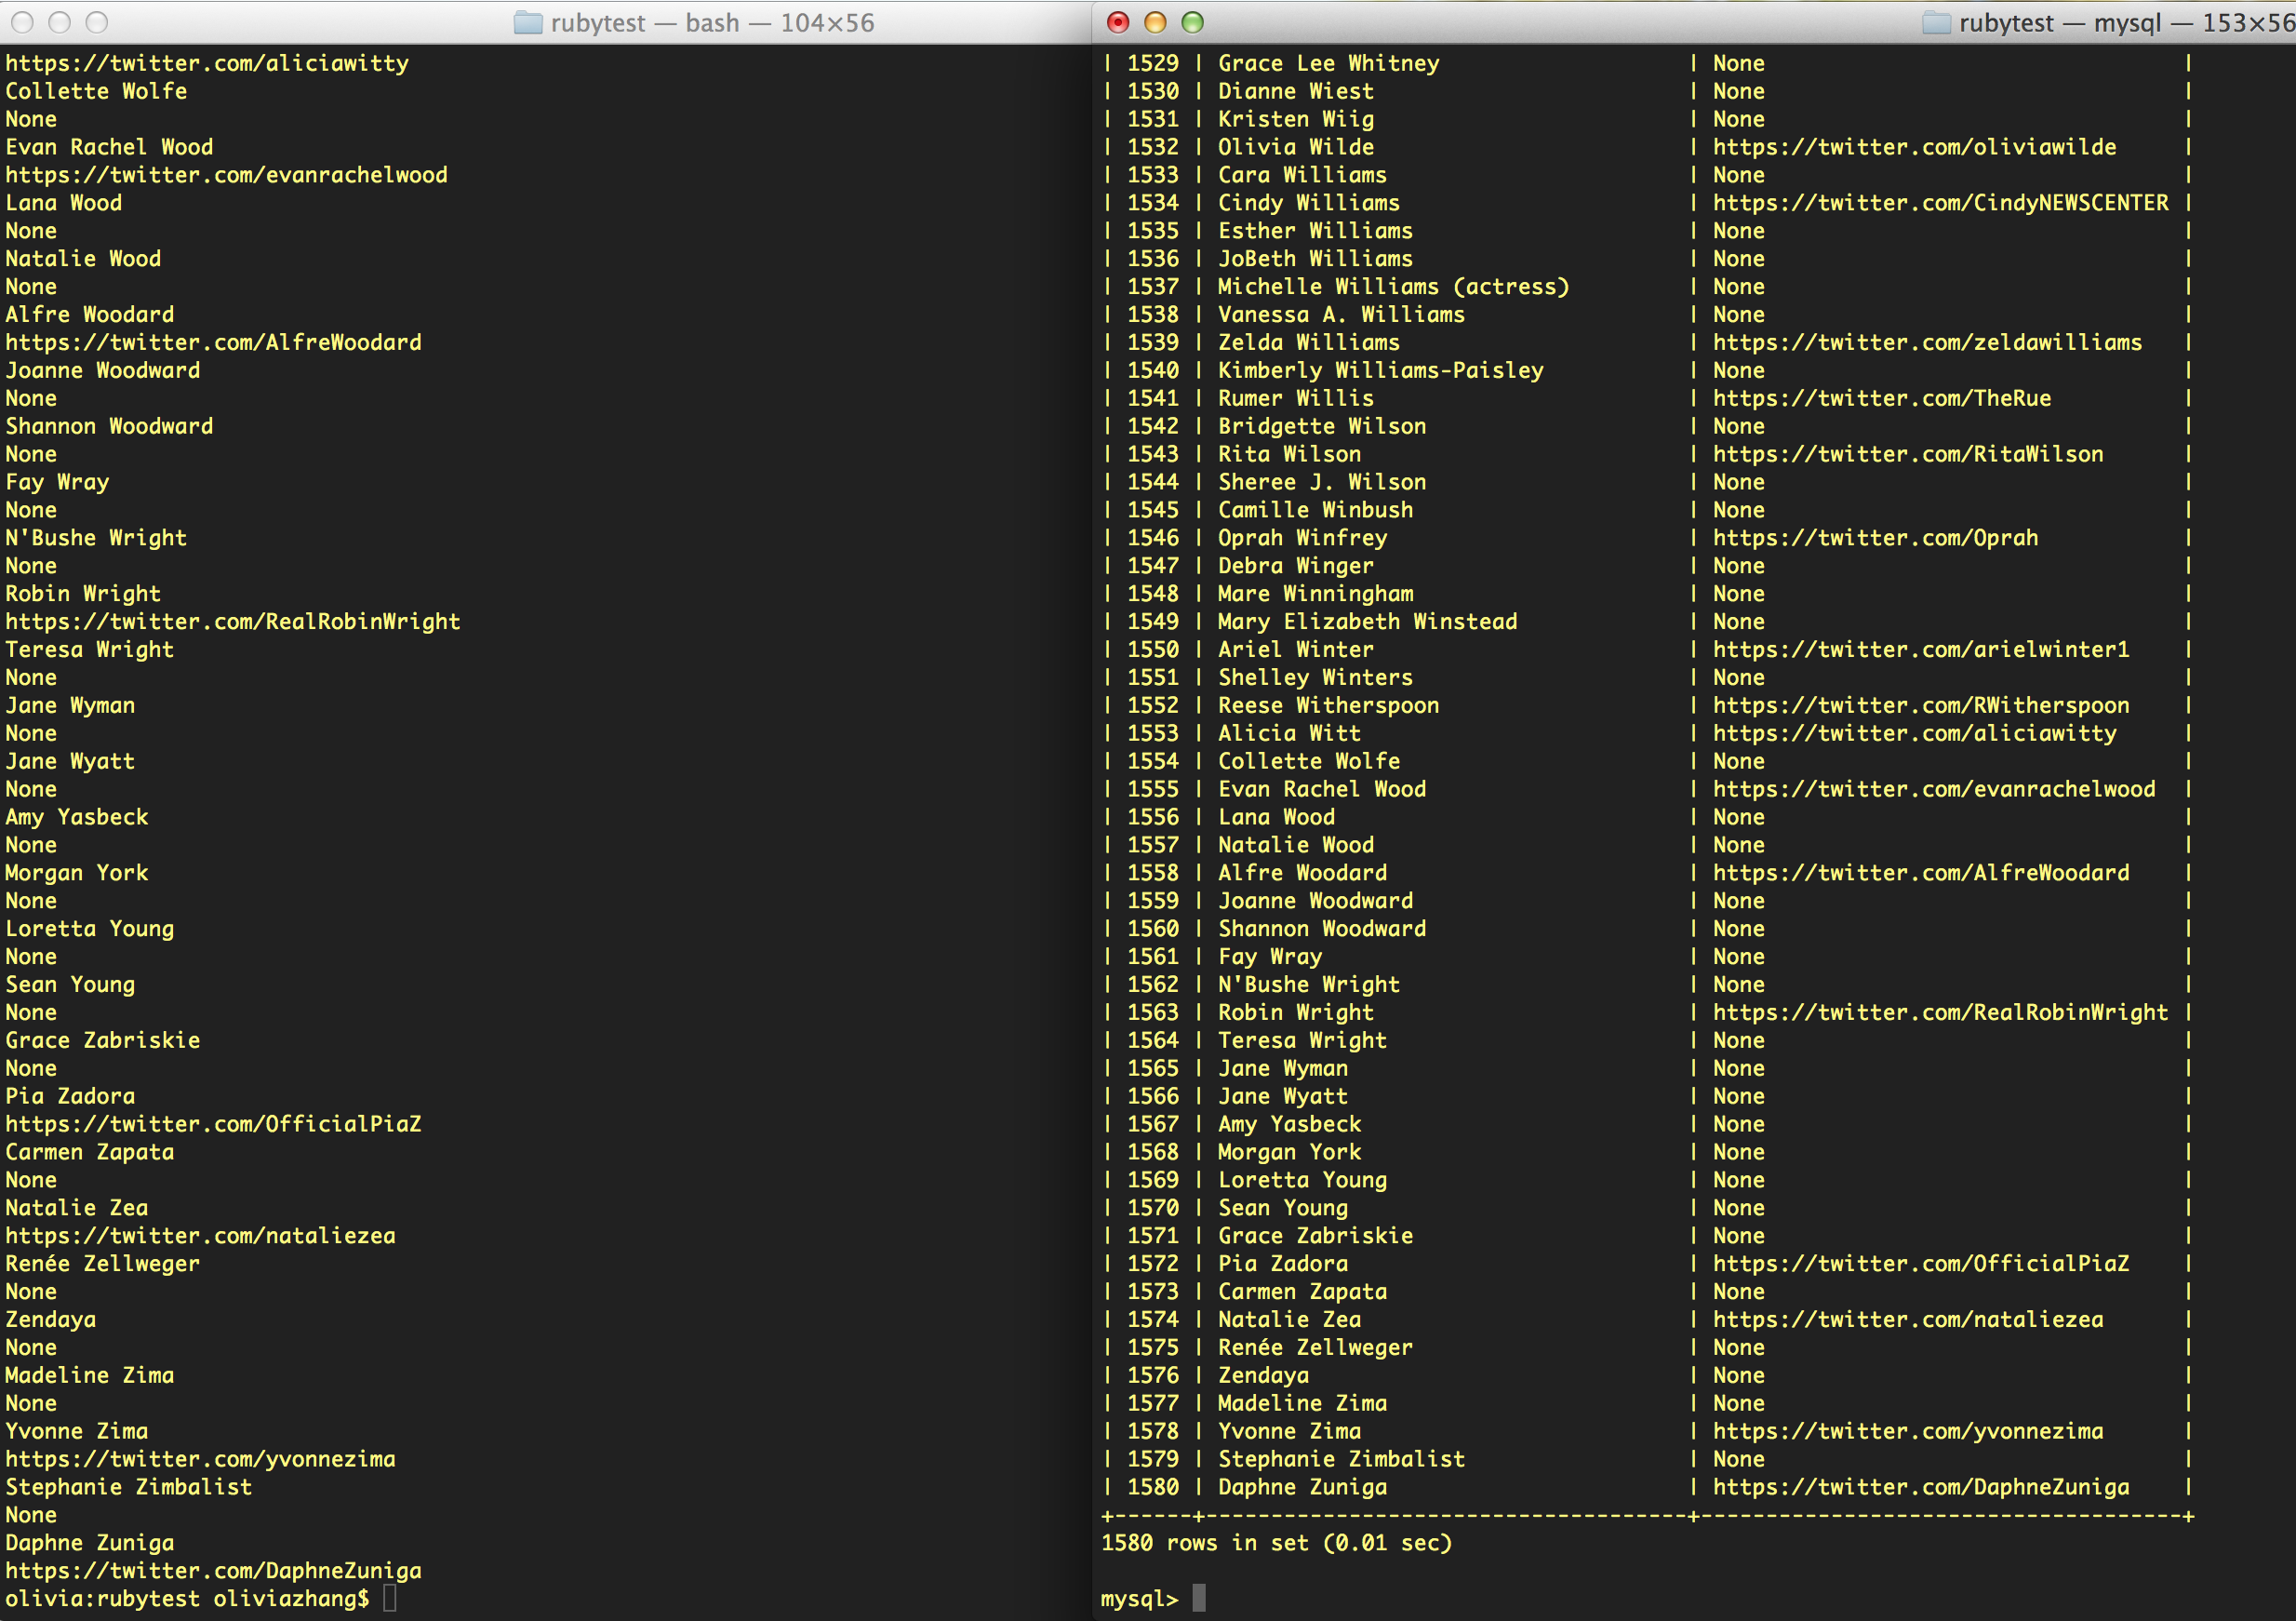 rubytest — bash — 104×56
https://twitter.com/aliciawitty
Collette Wolfe
None
Evan Rachel Wood
https://twitter.com/evanrachelwood
Lana Wood
None
Natalie Wood
None
Alfre Woodard
https://twitter.com/AlfreWoodard
Joanne Woodward
None
Shannon Woodward
None
Fay Wray
None
N'Bushe Wright
None
Robin Wright
https://twitter.com/RealRobinWright
Teresa Wright
None
Jane Wyman
None
Jane Wyatt
None
Amy Yasbeck
None
Morgan York
None
Loretta Young
None
Sean Young
None
Grace Zabriskie
None
Pia Zadora
https://twitter.com/OfficialPiaZ
Carmen Zapata
None
Natalie Zea
https://twitter.com/nataliezea
Renée Zellweger
None
Zendaya
None
Madeline Zima
None
Yvonne Zima
https://twitter.com/yvonnezima
Stephanie Zimbalist
None
Daphne Zuniga
https://twitter.com/DaphneZuniga
olivia:rubytest oliviazhang$
rubytest — mysql — 153×56
| 1529 | Grace Lee Whitney | None |
| 1530 | Dianne Wiest | None |
| 1531 | Kristen Wiig | None |
| 1532 | Olivia Wilde | https://twitter.com/oliviawilde |
| 1533 | Cara Williams | None |
| 1534 | Cindy Williams | https://twitter.com/CindyNEWSCENTER |
| 1535 | Esther Williams | None |
| 1536 | JoBeth Williams | None |
| 1537 | Michelle Williams (actress) | None |
| 1538 | Vanessa A. Williams | None |
| 1539 | Zelda Williams | https://twitter.com/zeldawilliams |
| 1540 | Kimberly Williams-Paisley | None |
| 1541 | Rumer Willis | https://twitter.com/TheRue |
| 1542 | Bridgette Wilson | None |
| 1543 | Rita Wilson | https://twitter.com/RitaWilson |
| 1544 | Sheree J. Wilson | None |
| 1545 | Camille Winbush | None |
| 1546 | Oprah Winfrey | https://twitter.com/Oprah |
| 1547 | Debra Winger | None |
| 1548 | Mare Winningham | None |
| 1549 | Mary Elizabeth Winstead | None |
| 1550 | Ariel Winter | https://twitter.com/arielwinter1 |
| 1551 | Shelley Winters | None |
| 1552 | Reese Witherspoon | https://twitter.com/RWitherspoon |
| 1553 | Alicia Witt | https://twitter.com/aliciawitty |
| 1554 | Collette Wolfe | None |
| 1555 | Evan Rachel Wood | https://twitter.com/evanrachelwood |
| 1556 | Lana Wood | None |
| 1557 | Natalie Wood | None |
| 1558 | Alfre Woodard | https://twitter.com/AlfreWoodard |
| 1559 | Joanne Woodward | None |
| 1560 | Shannon Woodward | None |
| 1561 | Fay Wray | None |
| 1562 | N'Bushe Wright | None |
| 1563 | Robin Wright | https://twitter.com/RealRobinWright |
| 1564 | Teresa Wright | None |
| 1565 | Jane Wyman | None |
| 1566 | Jane Wyatt | None |
| 1567 | Amy Yasbeck | None |
| 1568 | Morgan York | None |
| 1569 | Loretta Young | None |
| 1570 | Sean Young | None |
| 1571 | Grace Zabriskie | None |
| 1572 | Pia Zadora | https://twitter.com/OfficialPiaZ |
| 1573 | Carmen Zapata | None |
| 1574 | Natalie Zea | https://twitter.com/nataliezea |
| 1575 | Renée Zellweger | None |
| 1576 | Zendaya | None |
| 1577 | Madeline Zima | None |
| 1578 | Yvonne Zima | https://twitter.com/yvonnezima |
| 1579 | Stephanie Zimbalist | None |
| 1580 | Daphne Zuniga | https://twitter.com/DaphneZuniga |
+------+-------------------------------------+-------------------------------------+
1580 rows in set (0.01 sec)
mysql>